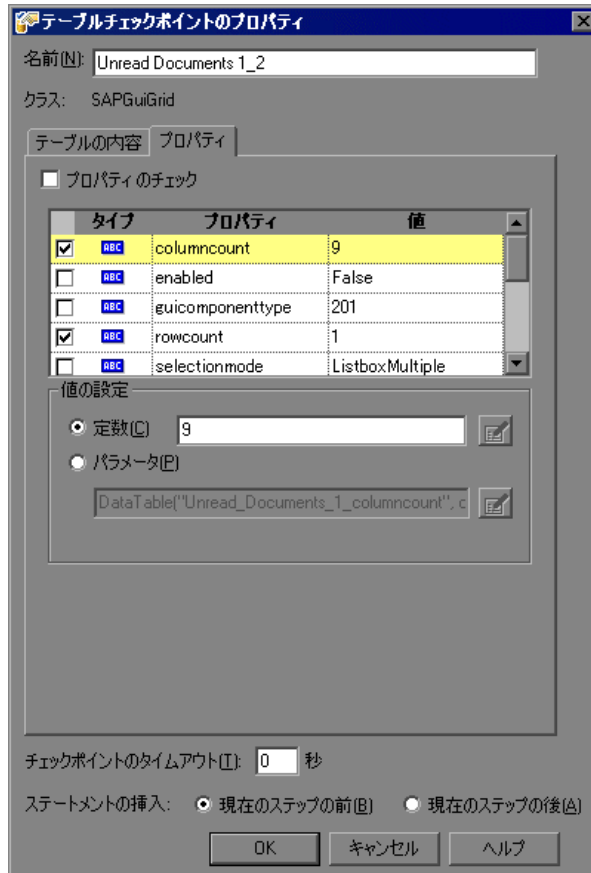 テーブルチェックポイントのプロパティ
名前(N): Unread Documents 1_2
クラス: SAPGuiGrid
テーブルの内容 プロパティ
プロパティのチェック
タイプ プロパティ 値
ABC columncount 9
ABC enabled False
ABC guicomponenttype 201
ABC rowcount 1
ABC selectionmode ListboxMultiple
値の設定
定数(C) 9
パラメータ(P)
DataTable("Unread_Documents_1_columncount", c
チェックポイントのタイムアウト(T): 0 秒
ステートメントの挿入: 現在のステップの前(B) 現在のステップの後(A)
OK キャンセル ヘルプ